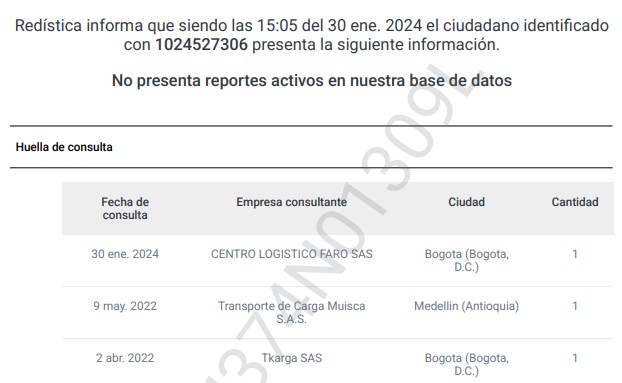 Redística informa que siendo las 15:05 del 30 ene. 2024 el ciudadano identificado
con 1024527306 presenta la siguiente información.
No presenta reportes activos en nuestra base de datos
Huella de consulta
Fecha de consulta Empresa consultante Ciudad Cantidad
30 ene. 2024 CENTRO LOGISTICO FARO SAS Bogota (Bogota, D.C.) 1
9 may. 2022 Transporte de Carga Muisca S.A.S. Medellin (Antioquia) 1
2 abr. 2022 Tkarga SAS Bogota (Bogota, D.C.) 1
374N01309L